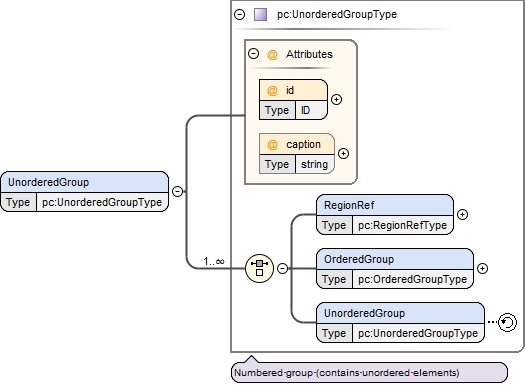 pc:UnorderedGroupType
@ Attributes
@ id
Type ID
@ caption
Type string
UnorderedGroup
Type pc:UnorderedGroupType
1..∞
RegionRef
Type pc:RegionRefType
OrderedGroup
Type pc:OrderedGroupType
UnorderedGroup
Type pc:UnorderedGroupType
Numbered group (contains unordered elements)